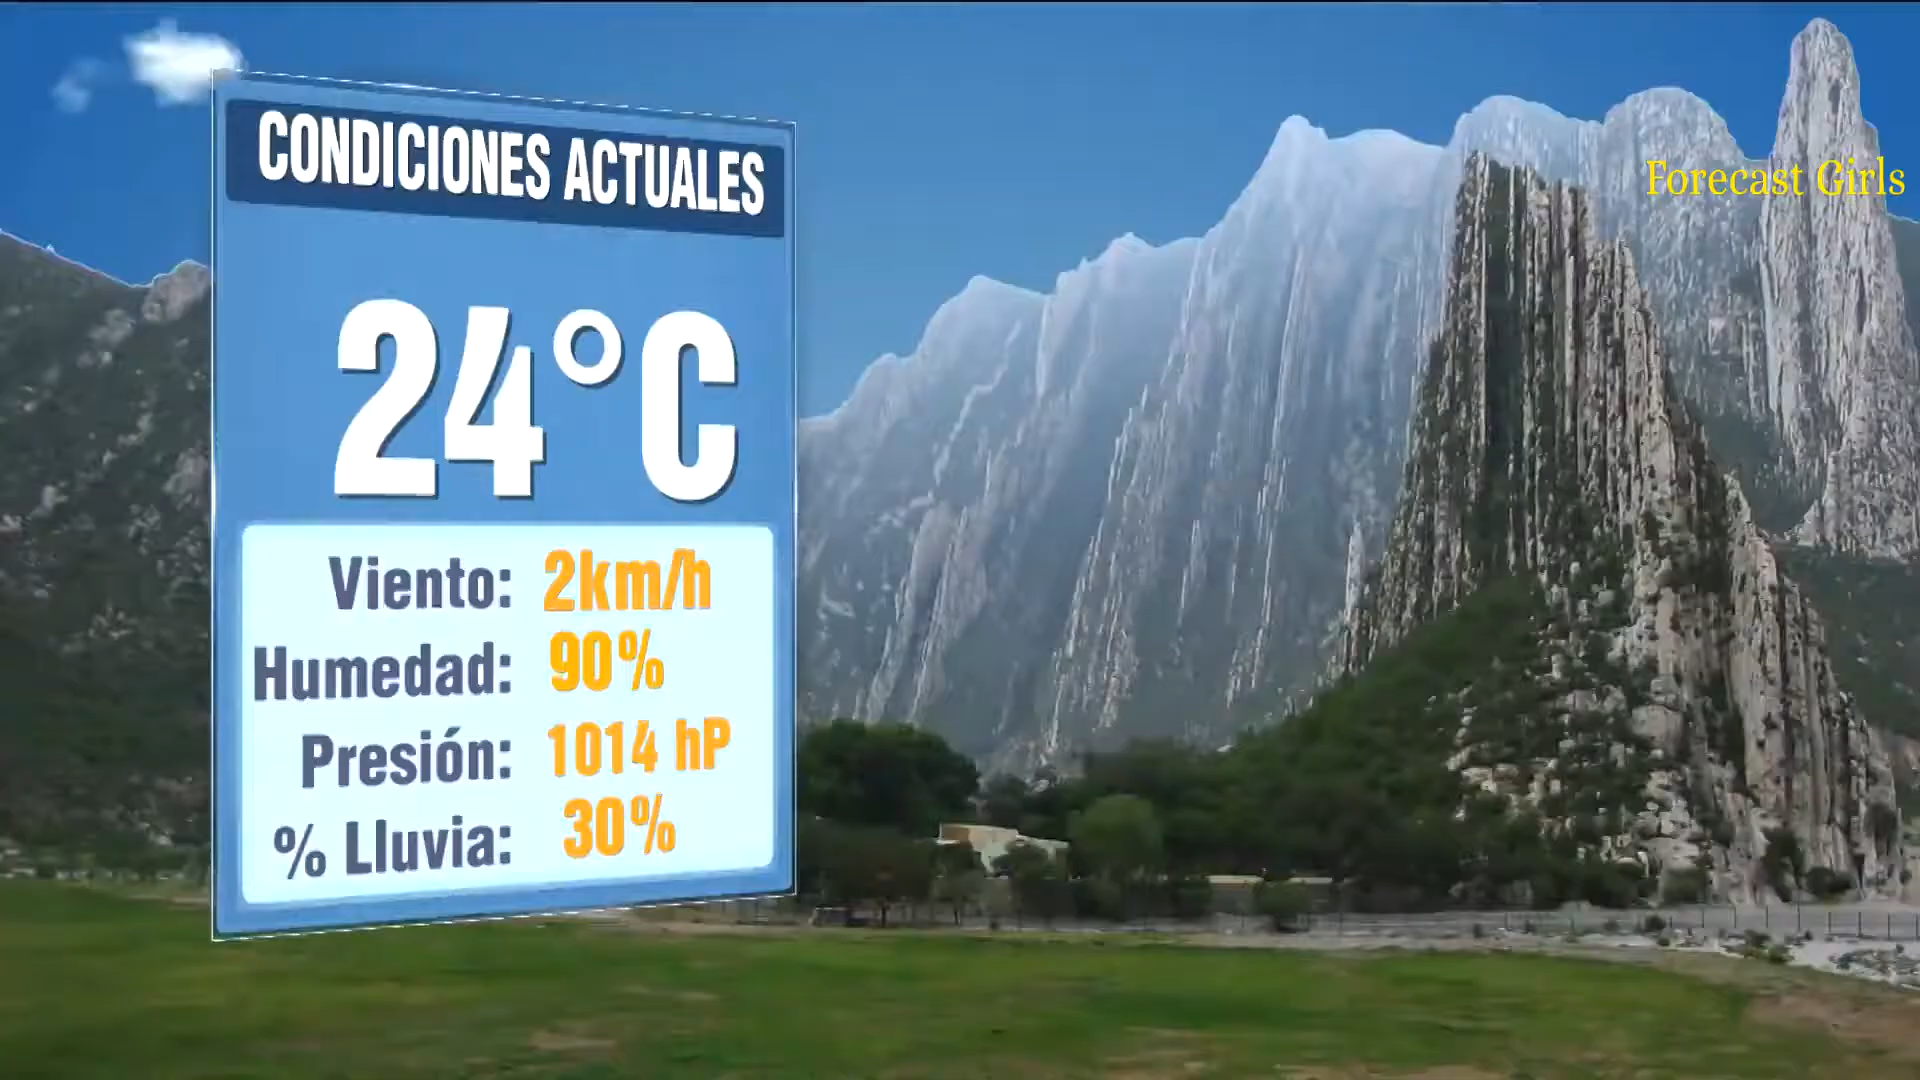 CONDICIONES ACTUALES
24°C
Viento: 2km/h
Humedad: 90%
Presión: 1014 hP
% Lluvia: 30%
Forecast Girls